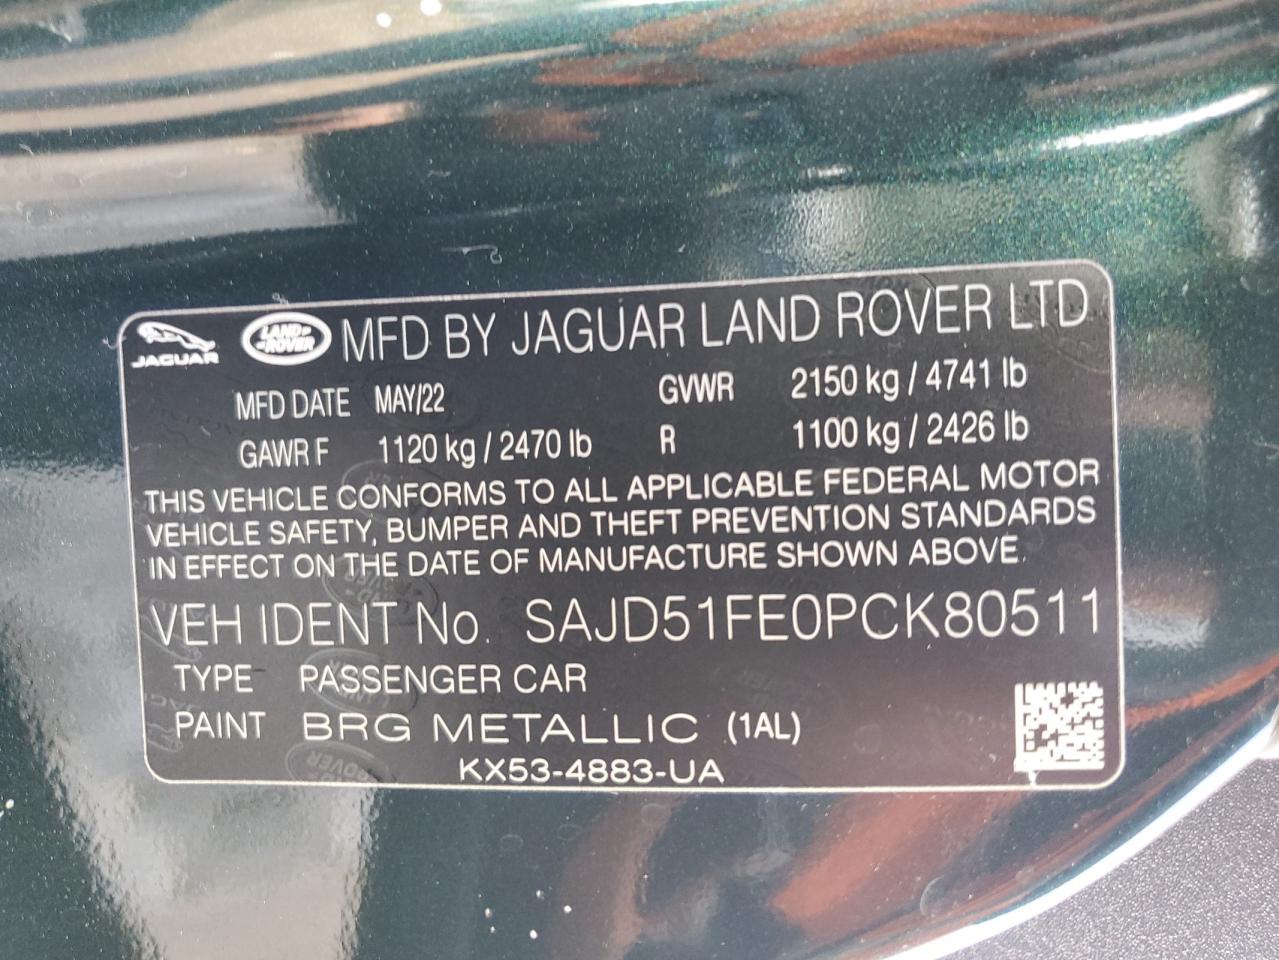 JAGUAR LAND ROVER MFD BY JAGUAR LAND ROVER LTD
MFD DATE MAY/22 GVWR 2150 kg / 4741 lb
GAWR F 1120 kg / 2470 lb R 1100 kg / 2426 lb
THIS VEHICLE CONFORMS TO ALL APPLICABLE FEDERAL MOTOR
VEHICLE SAFETY, BUMPER AND THEFT PREVENTION STANDARDS
IN EFFECT ON THE DATE OF MANUFACTURE SHOWN ABOVE.
VEH IDENT No. SAJD51FE0PCK80511
TYPE PASSENGER CAR
PAINT BRG METALLIC (1AL)
KX53-4883-UA